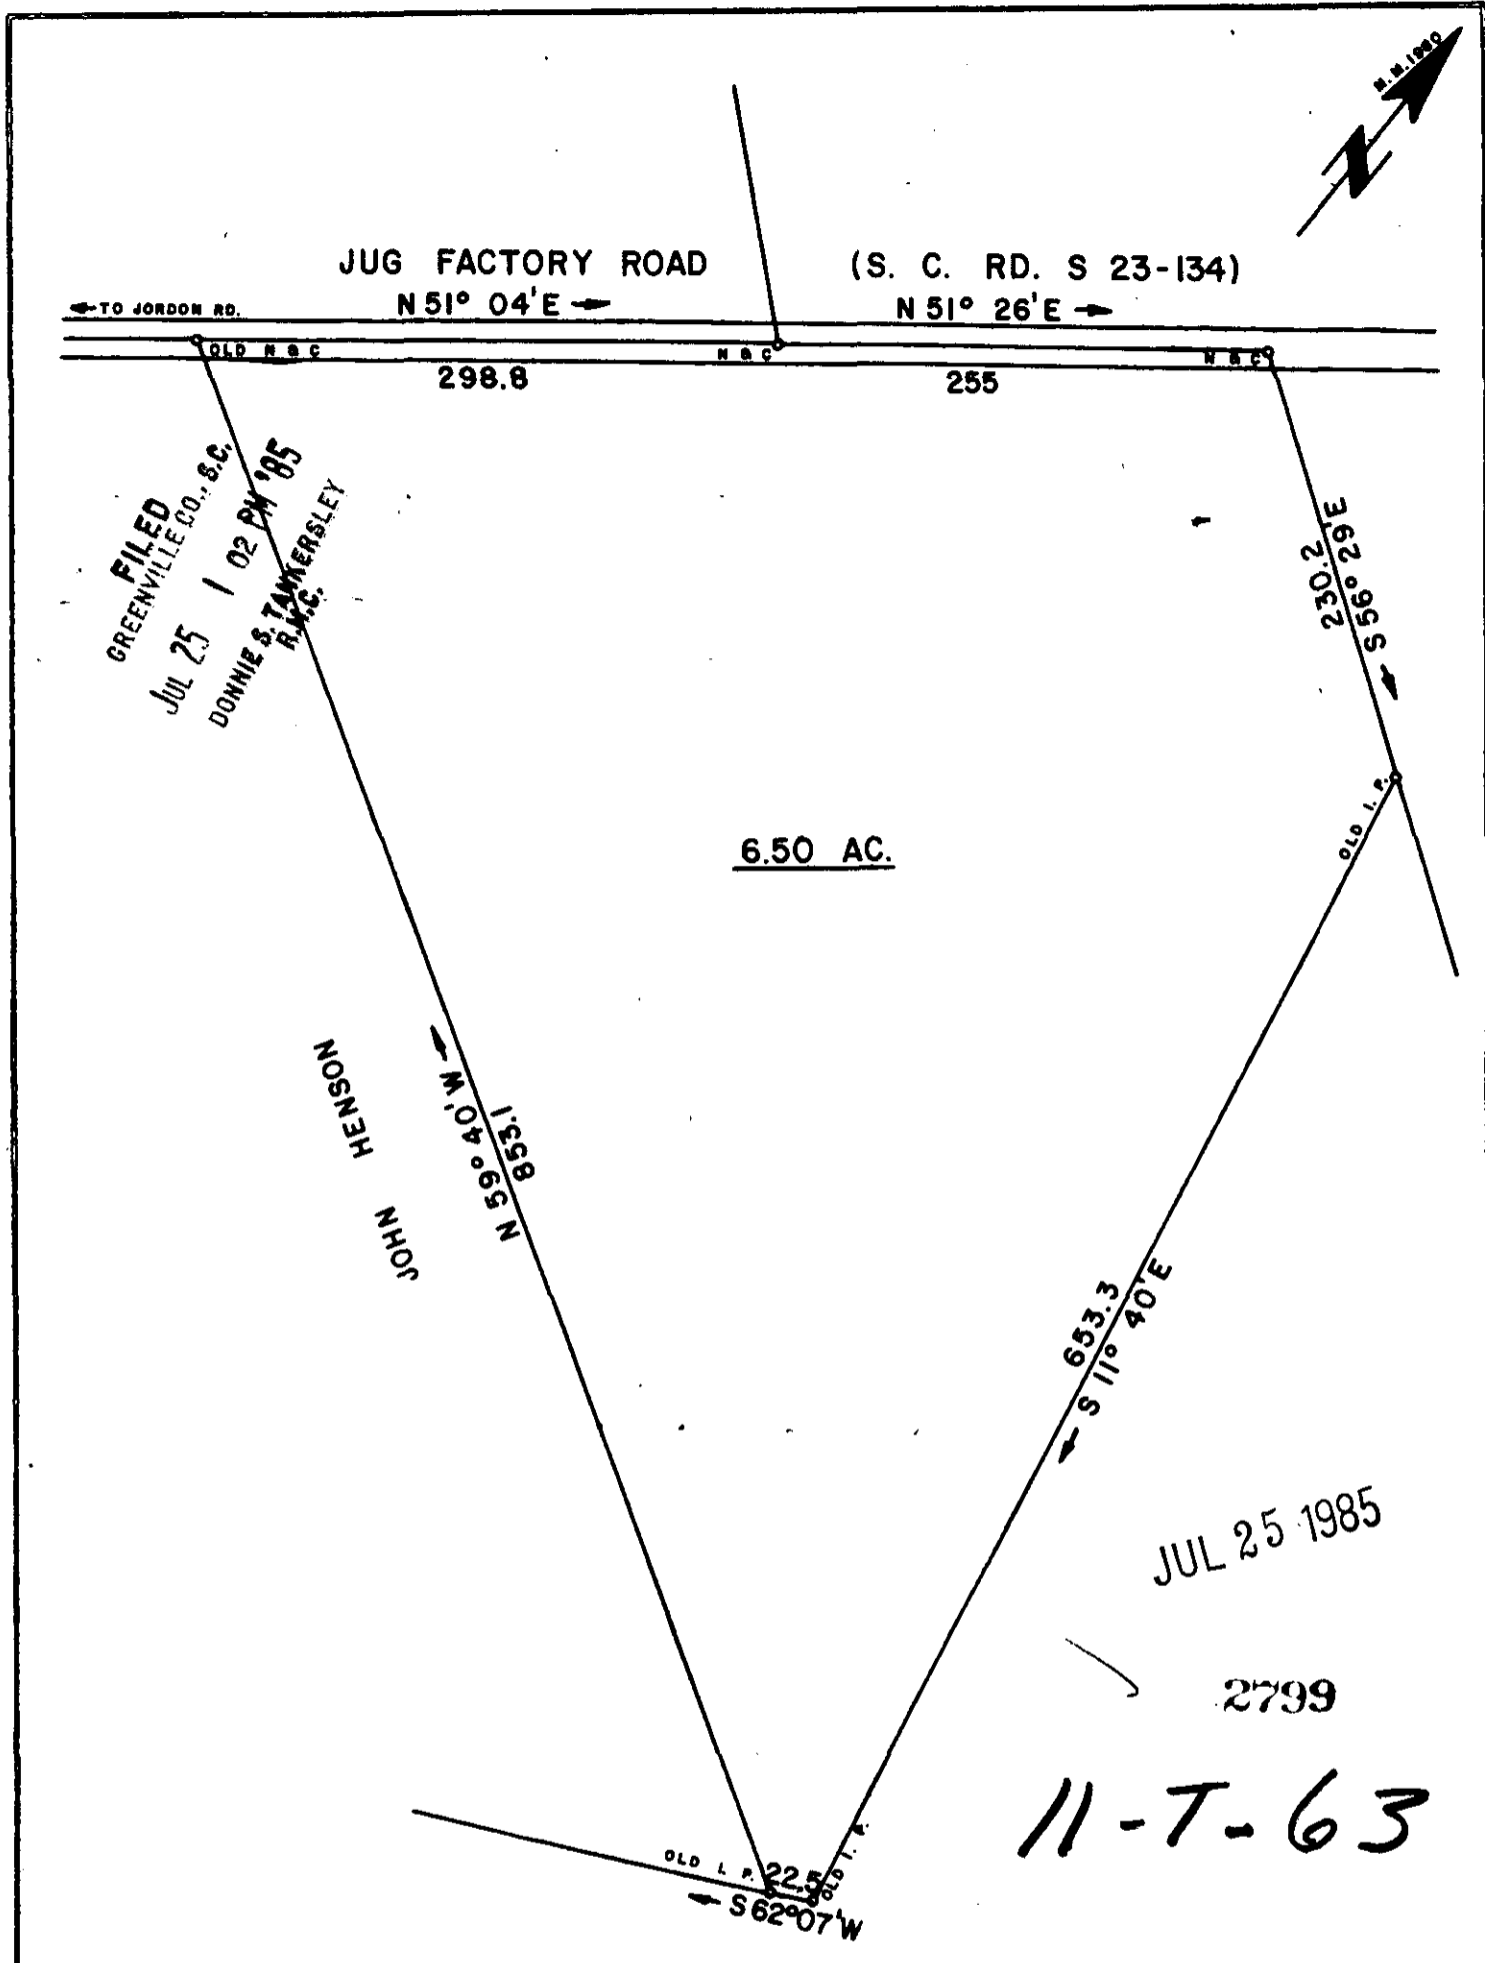 N.M.1980
N
JUG FACTORY ROAD (S. C. RD. S 23-134)
N 51° 04' E N 51° 26' E
TO JORDON RD.
OLD N & C N & C N & C
298.8 255
FILED
GREENVILLE CO., S.C.
JUL 25 1 02 PM '85
DONNIE S. TANKERSLEY
R.M.C.
230.2
S 56° 29' E
OLD I. P.
6.50 AC.
JOHN HENSON
N 59° 40' W
853.1
653.3
S 11° 40' E
JUL 25 1985
2799
11-T-63
OLD I. P.
22.5
OLD I. P.
S 62° 07' W